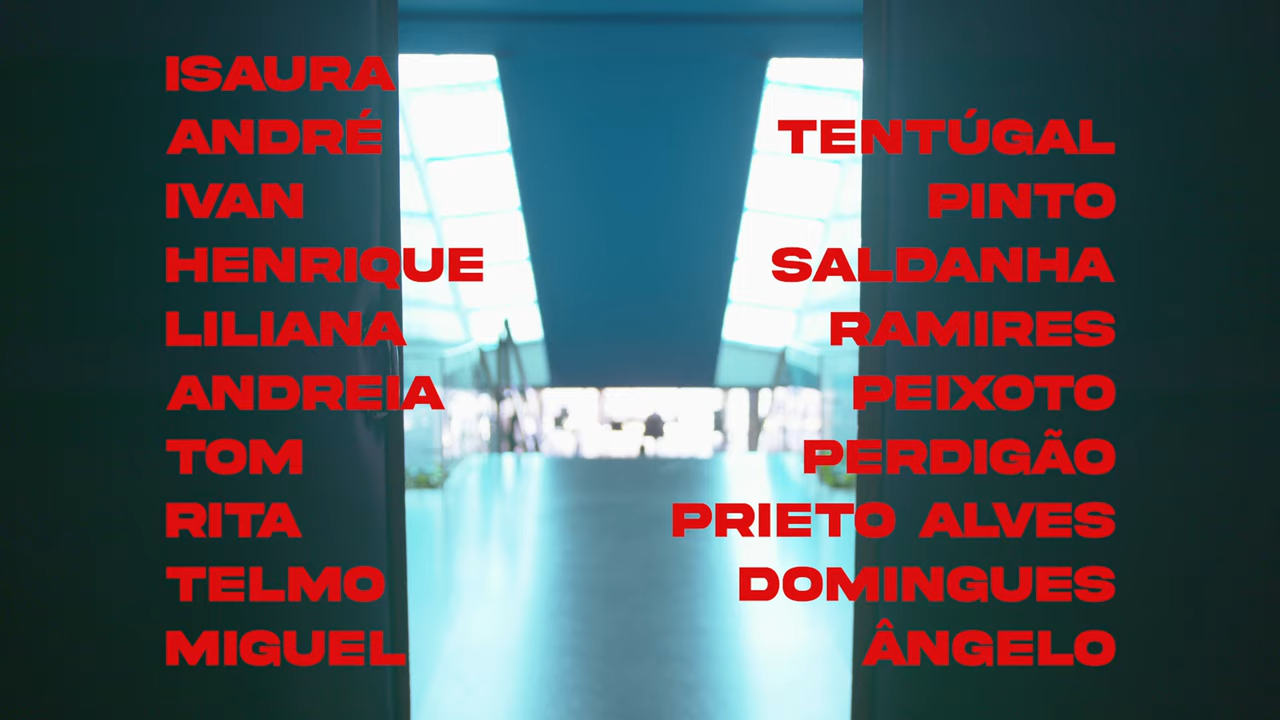 ISAURA
ANDRÉ TENTÚGAL
IVAN PINTO
HENRIQUE SALDANHA
LILIANA RAMIRES
ANDREIA PEIXOTO
TOM PERDIGÃO
RITA PRIETO ALVES
TELMO DOMINGUES
MIGUEL ÂNGELO